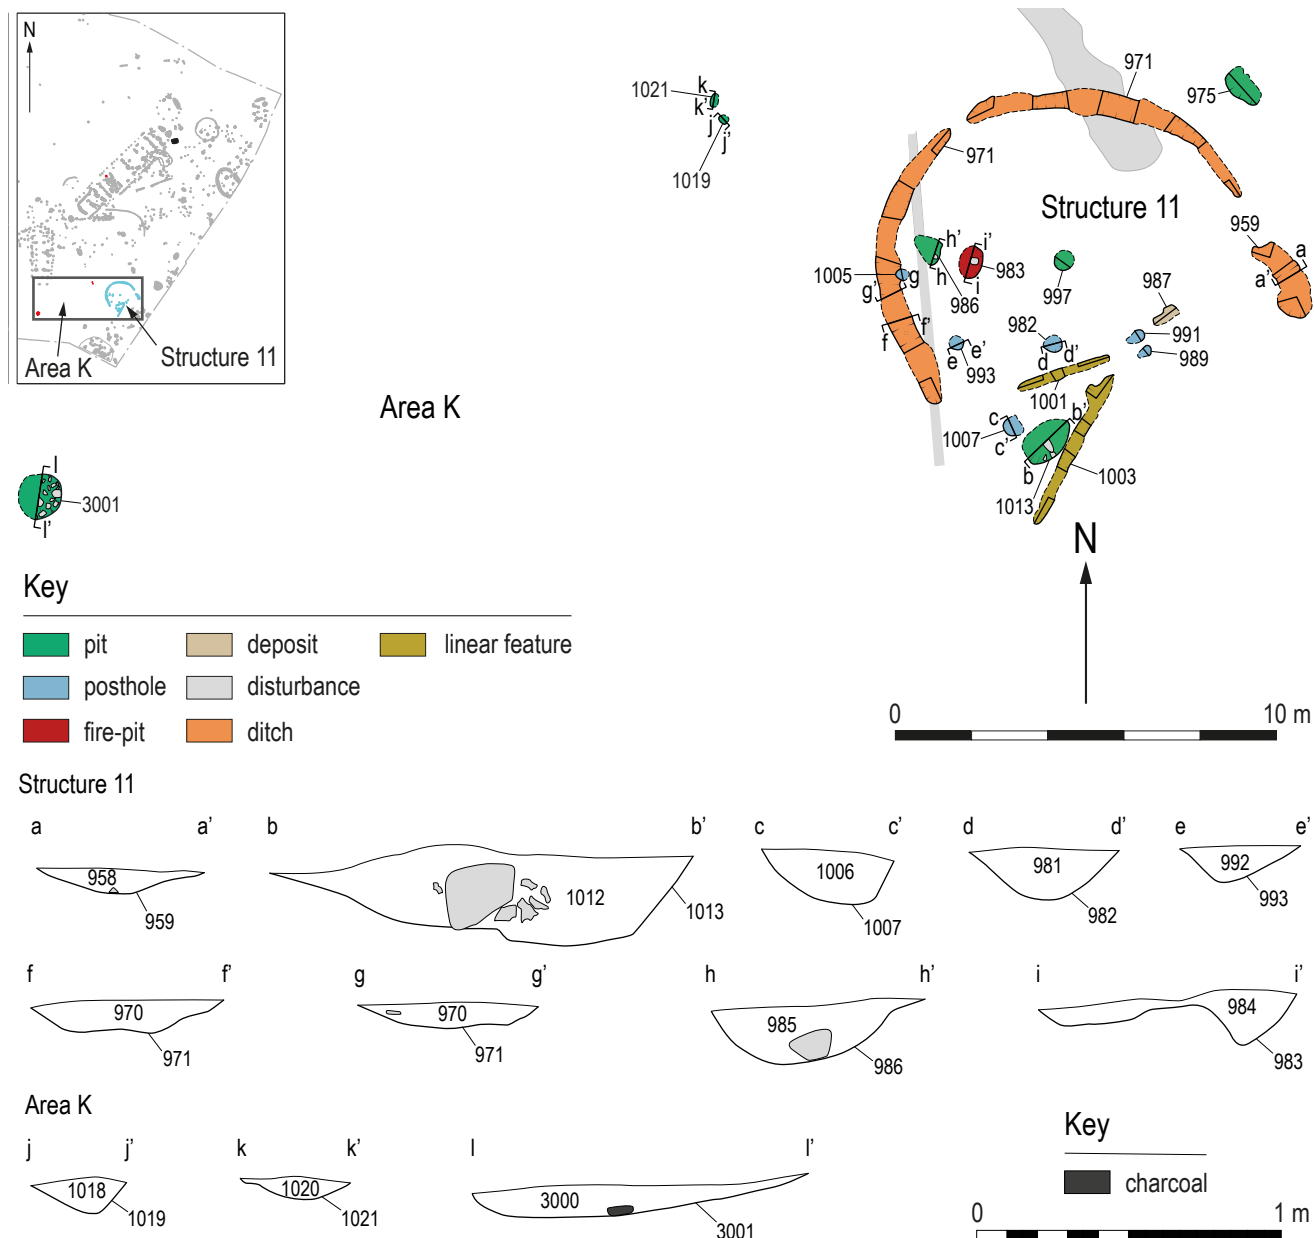 N
Area K
Structure 11
1021
k
k'
j
j'
1019
971
975
971
Structure 11
959
a
a'
1005
g
g'
h'
h
986
i'
983
i
997
987
991
989
982
d
d'
f'
f
e
e'
993
1001
c
c'
1007
b'
b
1013
1003
Area K
l
3001
l'
N
Key
pit
deposit
linear feature
posthole
disturbance
fire-pit
ditch
0 10 m
Structure 11
a a' b b' c c' d d' e e'
958
959
1012
1013
1006
1007
981
982
992
993
f f' g g' h h' i i'
970
971
970
971
985
986
984
983
Area K
j j' k k' l l'
1018
1019
1020
1021
3000
3001
Key
charcoal
0 1 m